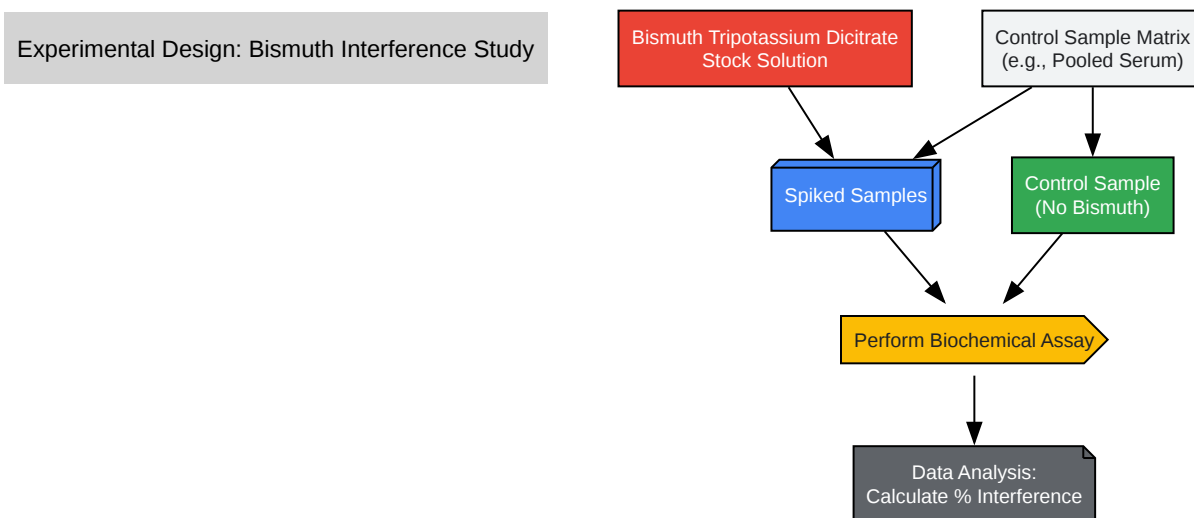 Experimental Design: Bismuth Interference Study
Bismuth Tripotassium Dicitrate
Stock Solution
Control Sample Matrix
(e.g., Pooled Serum)
Spiked Samples
Control Sample
(No Bismuth)
Perform Biochemical Assay
Data Analysis:
Calculate % Interference